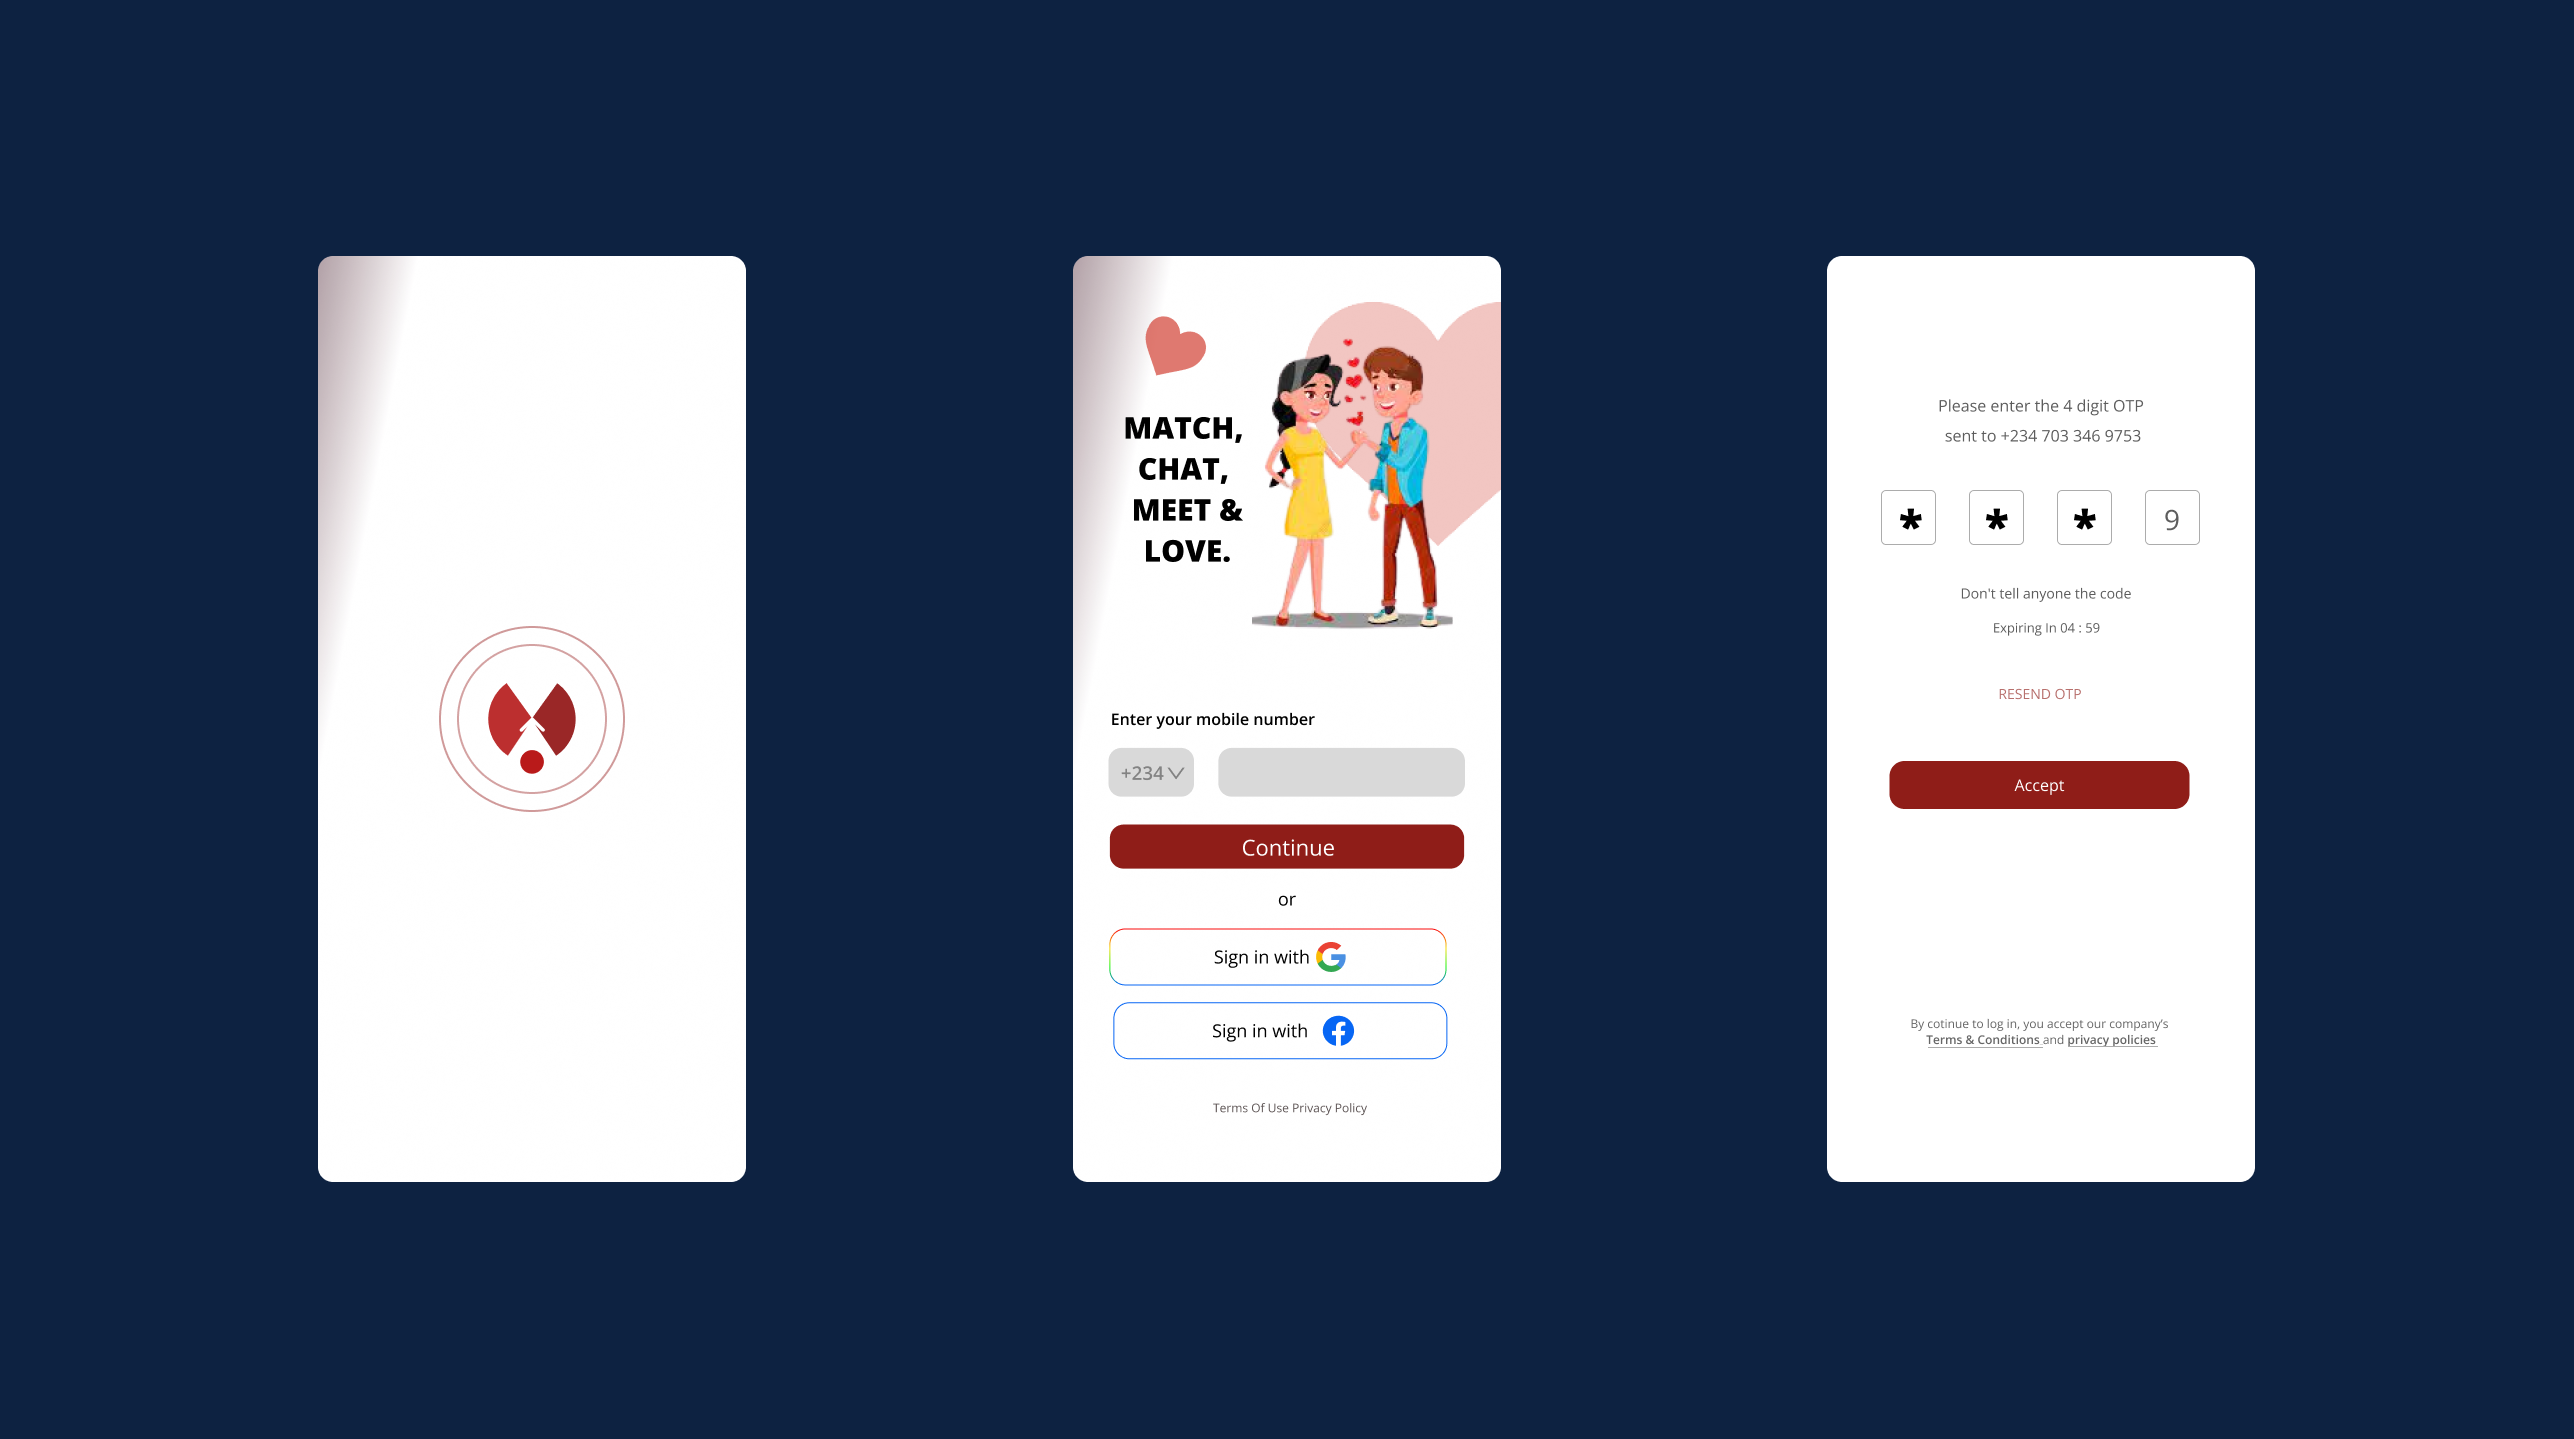 MATCH,
CHAT,
MEET &
LOVE.
Enter your mobile number
+234
Continue
or
Sign in with
Sign in with
Terms Of Use Privacy Policy
Please enter the 4 digit OTP
sent to +234 703 346 9753
* * * 9
Don't tell anyone the code
Expiring In 04 : 59
RESEND OTP
Accept
By cotinue to log in, you accept our company's
Terms & Conditions and privacy policies